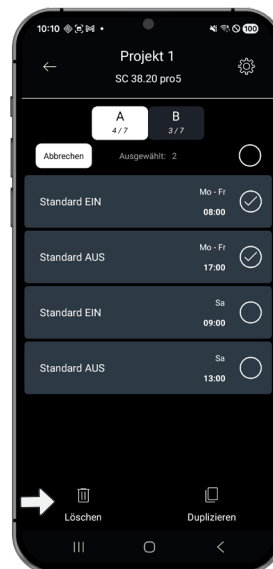 10:10
100
Projekt 1
SC 38.20 pro5
A
4 / 7
B
3 / 7
Abbrechen
Ausgewählt: 2
Standard EIN
Mo - Fr
08:00
Standard AUS
Mo - Fr
17:00
Standard EIN
Sa
09:00
Standard AUS
Sa
13:00
Löschen
Duplizieren